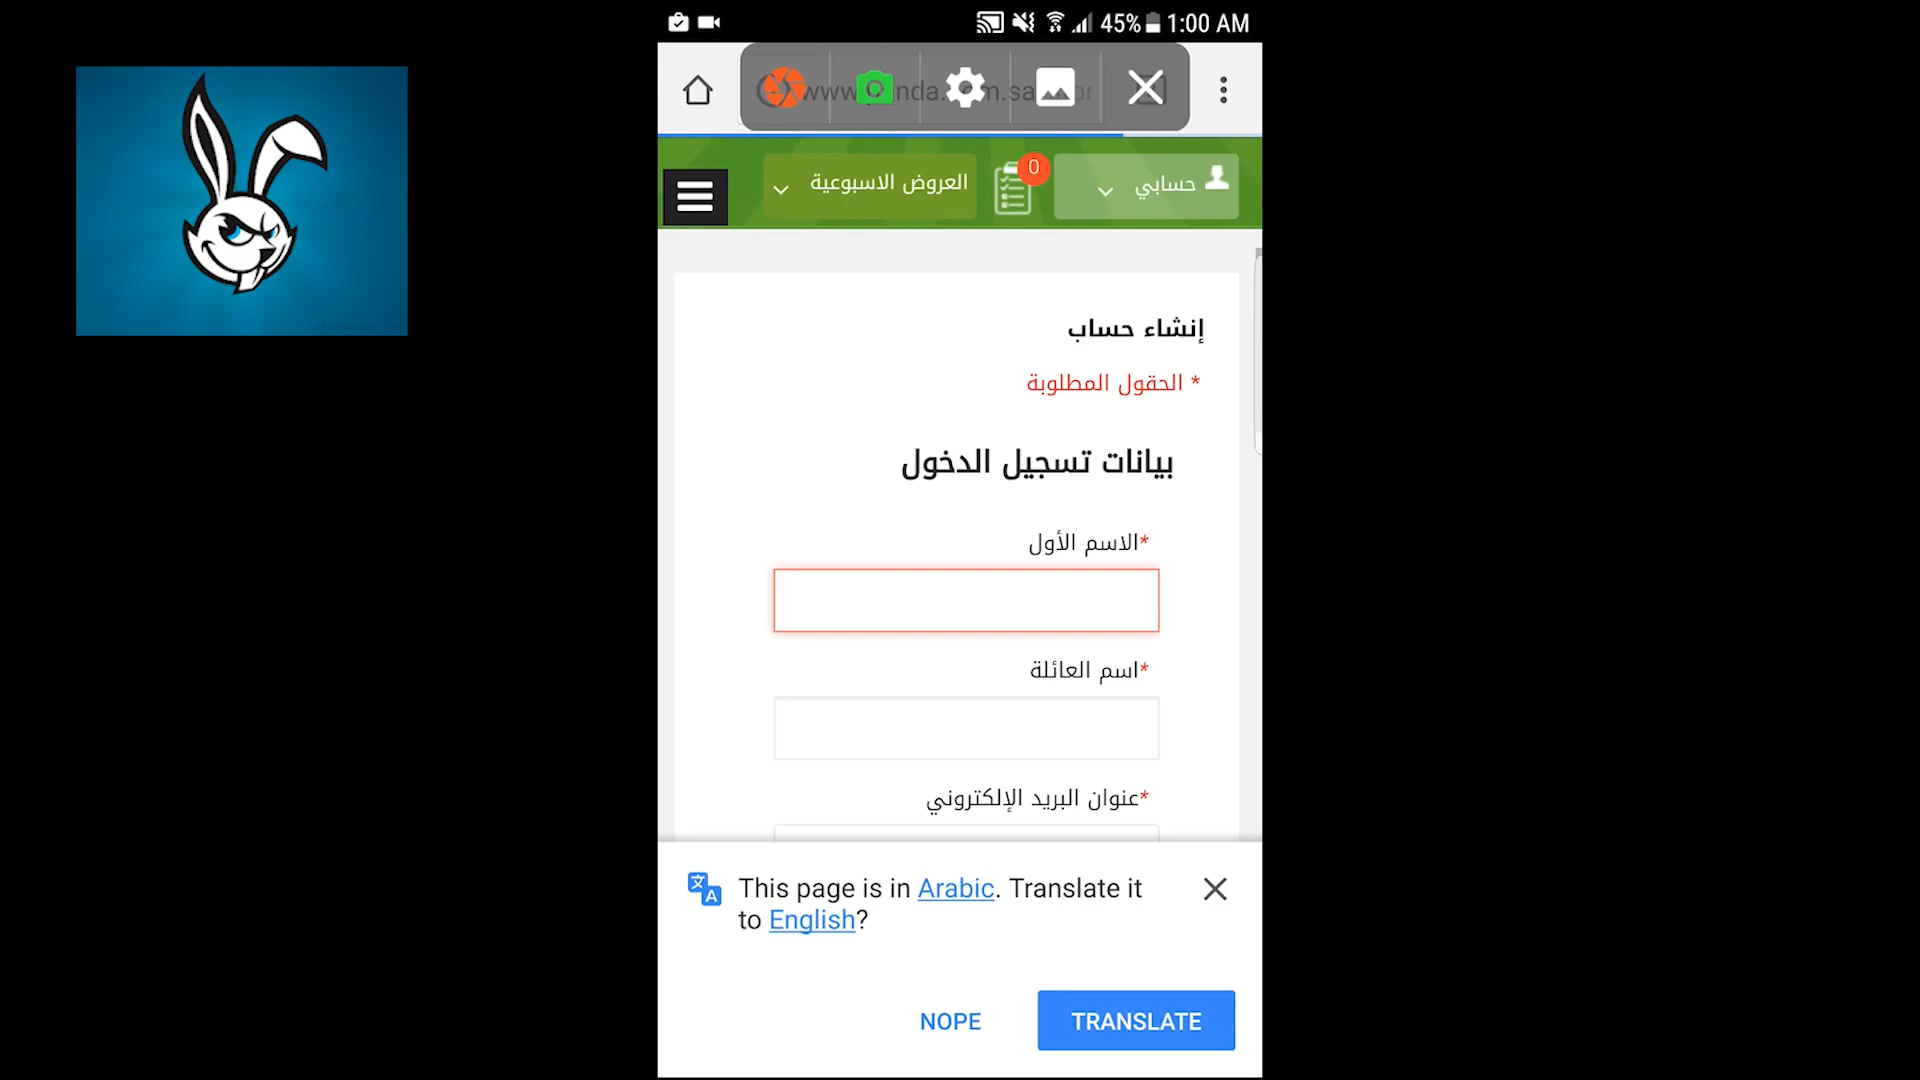 45% 1:00 AM
العروض الاسبوعية
0
حسابي
إنشاء حساب
* الحقول المطلوبة
بيانات تسجيل الدخول
*الاسم الأول
*اسم العائلة
*عنوان البريد الإلكتروني
This page is in Arabic. Translate it
to English?
NOPE
TRANSLATE